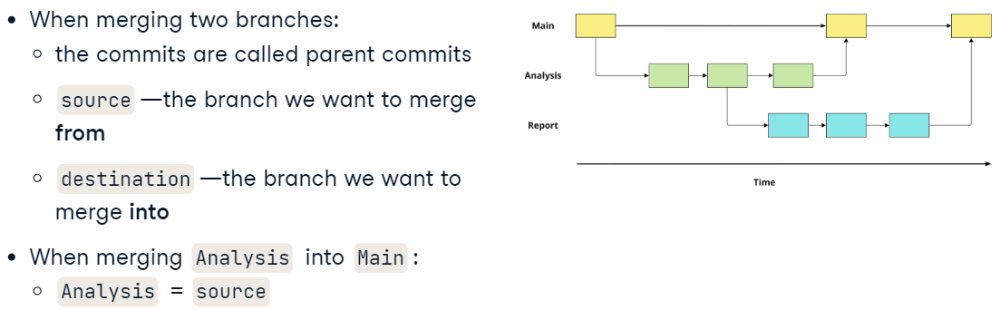 When merging two branches:
the commits are called parent commits
source —the branch we want to merge
from
destination —the branch we want to
merge into
When merging Analysis into Main :
Analysis = source
Main
Analysis
Report
Time